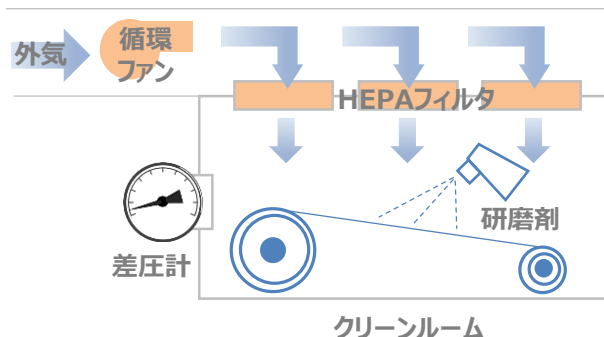 外気
循環
ファン
HEPAフィルタ
研磨剤
差圧計
クリーンルーム